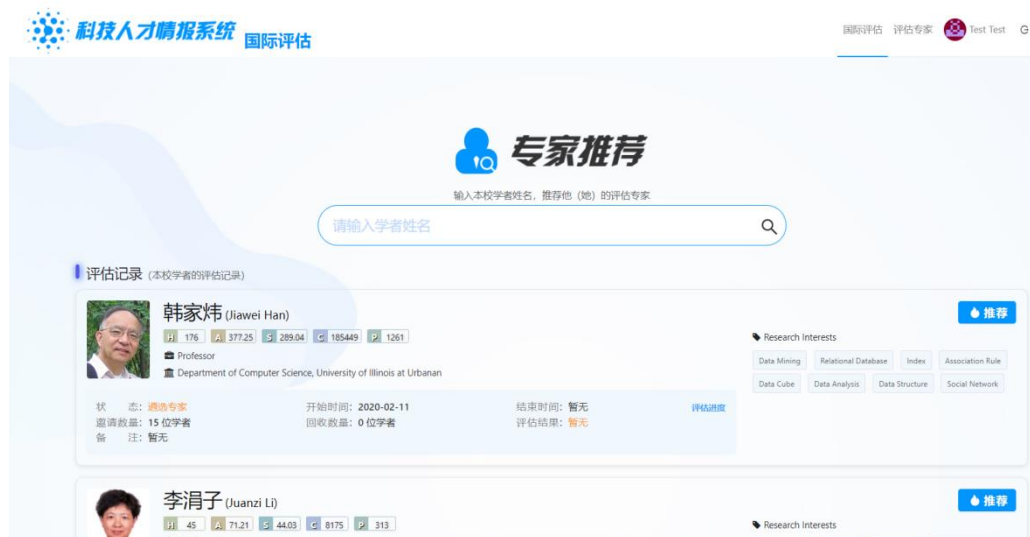 科技人才情报系统 国际评估
国际评估 评估专家 Test Test G
专家推荐
输入本校学者姓名，推荐他（她）的评估专家
请输入学者姓名
评估记录 (本校学者的评估记录)
韩家炜 (Jiawei Han)
推荐
H 176 A 377.25 S 289.04 C 185449 P 1261
Research Interests
Professor
Department of Computer Science, University of Illinois at Urbanan
Data Mining Relational Database Index Association Rule
Data Cube Data Analysis Data Structure Social Network
状 态：遴选专家 开始时间：2020-02-11 结束时间：暂无 评估进度
邀请数量：15 位学者 回收数量：0 位学者 评估结果：暂无
备 注：暂无
李涓子 (Juanzi Li)
推荐
H 45 A 71.21 S 44.03 C 8175 P 313
Research Interests